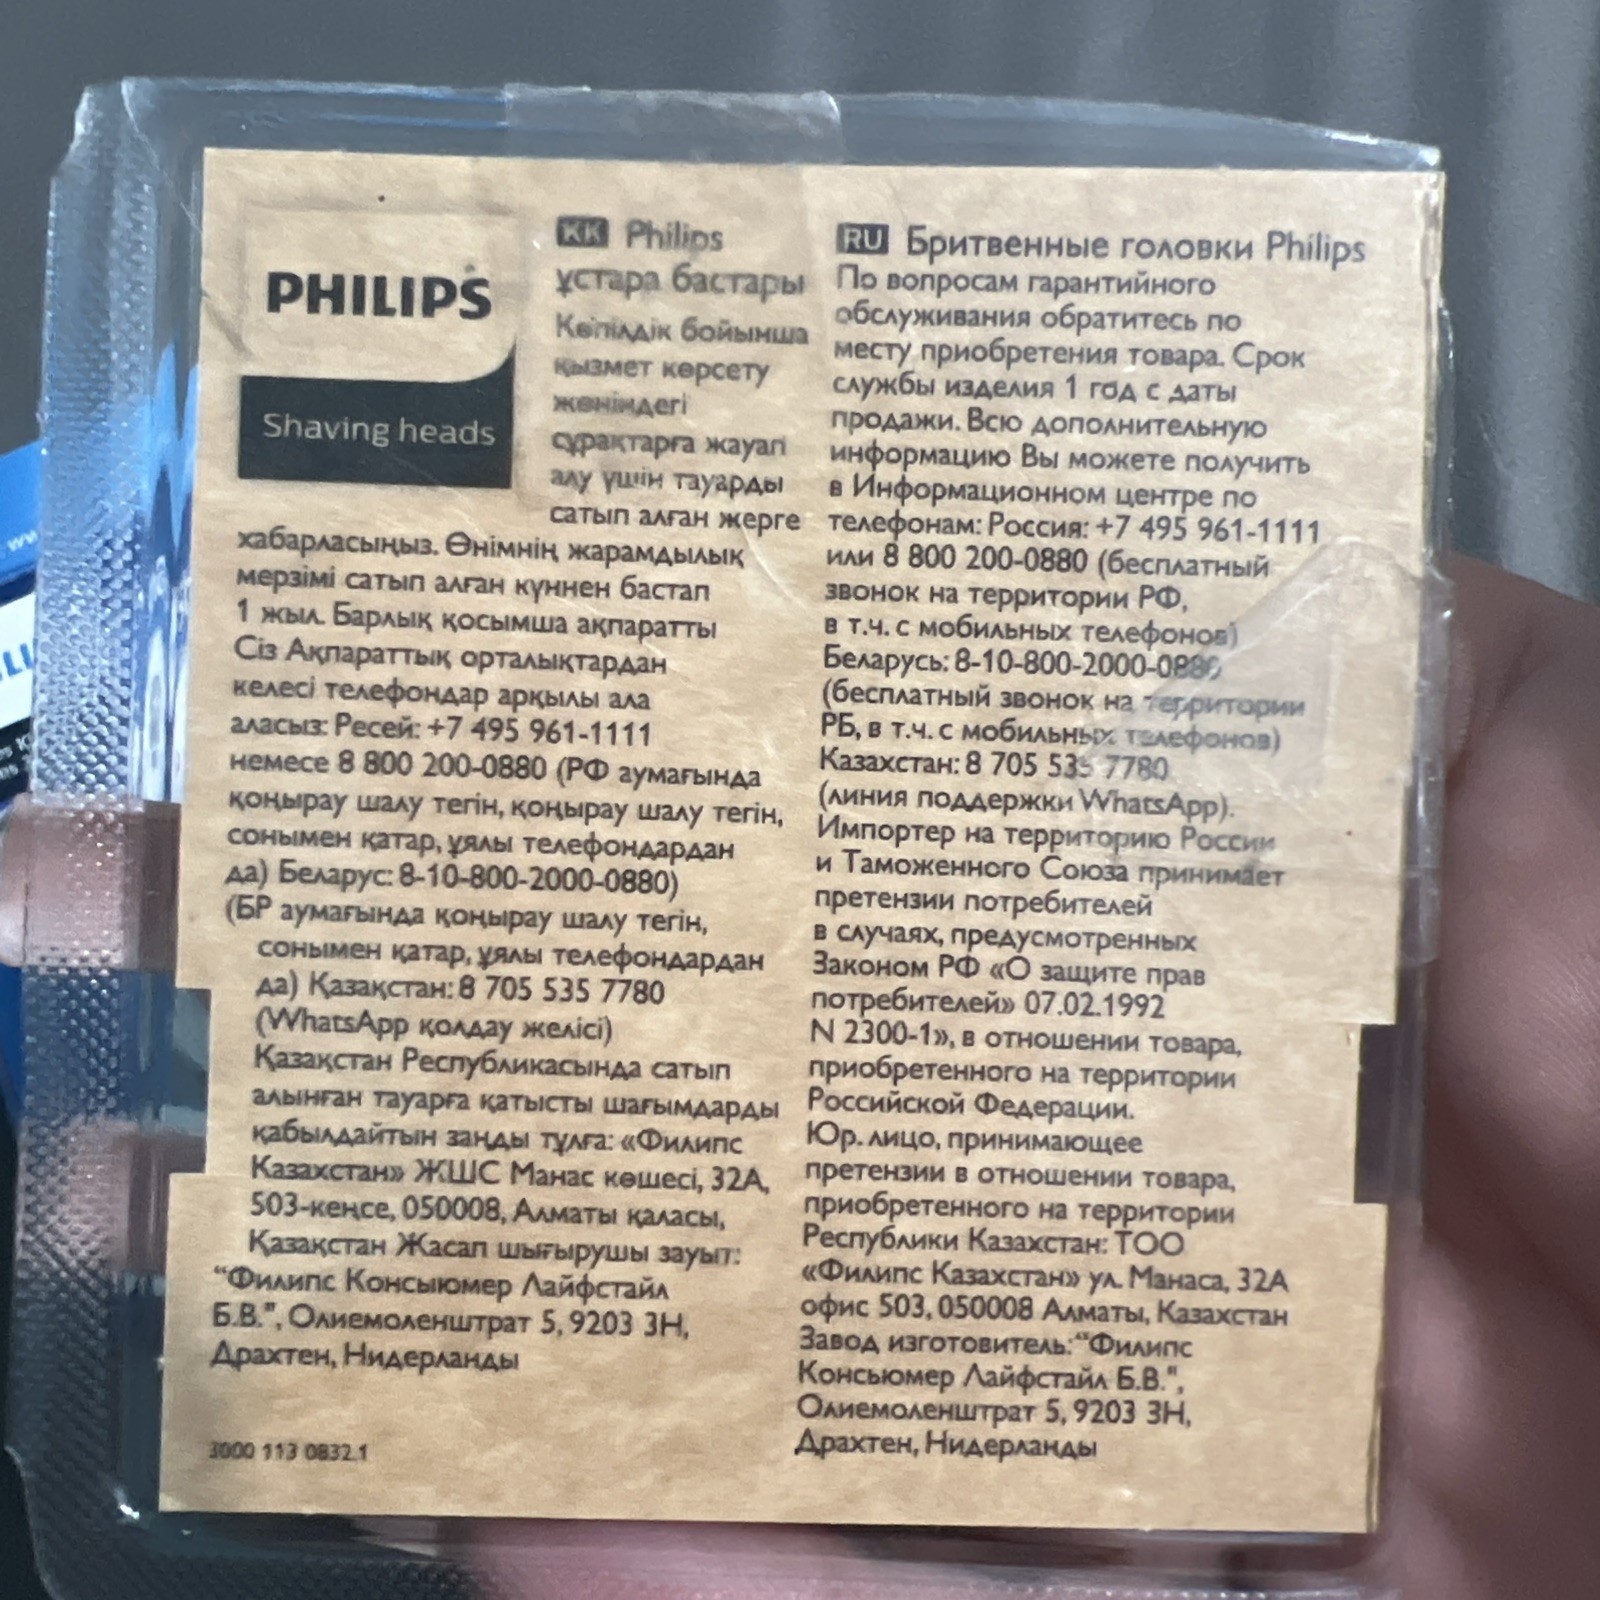 PHILIPS
Shaving heads
KK Philips
ұстара бастары
Кепілдік бойынша
қызмет көрсету
жөніндегі
сұрақтарға жауап
алу үшін тауарды
сатып алған жерге
хабарласыңыз. Өнімнің жарамдылық
мерзімі сатып алған күннен бастап
1 жыл. Барлық қосымша ақпаратты
Сіз Ақпараттық орталықтардан
келесі телефондар арқылы ала
аласыз: Ресей: +7 495 961-1111
немесе 8 800 200-0880 (РФ аумағында
қоңырау шалу тегін, қоңырау шалу тегін,
сонымен қатар, ұялы телефондардан
да) Беларус: 8-10-800-2000-0880)
(БР аумағында қоңырау шалу тегін,
сонымен қатар, ұялы телефондардан
да) Қазақстан: 8 705 535 7780
(WhatsApp қолдау желісі)
Қазақстан Республикасында сатып
алынған тауарға қатысты шағымдарды
қабылдайтын заңды тұлға: «Филипс
Казахстан» ЖШС Манас көшесі, 32А,
503-кеңсе, 050008, Алматы қаласы,
Қазақстан Жасап шығырушы зауыт:
“Филипс Консыюмер Лайфстайл
Б.В.", Олиемоленштрат 5, 9203 ЗН,
Драхтен, Нидерланды
3000 113 0832.1
RU Бритвенные головки Philips
По вопросам гарантийного
обслуживания обратитесь по
месту приобретения товара. Срок
службы изделия 1 год с даты
продажи. Всю дополнительную
информацию Вы можете получить
в Информационном центре по
телефонам: Россия: +7 495 961-1111
или 8 800 200-0880 (бесплатный
звонок на территории РФ,
в т.ч. с мобильных телефонов)
Беларусь: 8-10-800-2000-0880
(бесплатный звонок на территории
РБ, в т.ч. с мобильных телефонов)
Казахстан: 8 705 535 7780
(линия поддержки WhatsApp).
Импортер на территорию России
и Таможенного Союза принимает
претензии потребителей
в случаях, предусмотренных
Законом РФ «О защите прав
потребителей» 07.02.1992
N 2300-1», в отношении товара,
приобретенного на территории
Российской Федерации.
Юр. лицо, принимающее
претензии в отношении товара,
приобретенного на территории
Республики Казахстан: ТОО
«Филипс Казахстан» ул. Манаса, 32А
офис 503, 050008 Алматы, Казахстан
Завод изготовитель: “Филипс
Консьюмер Лайфстайл Б.В.",
Олиемоленштрат 5, 9203 ЗН,
Драхтен, Нидерланды